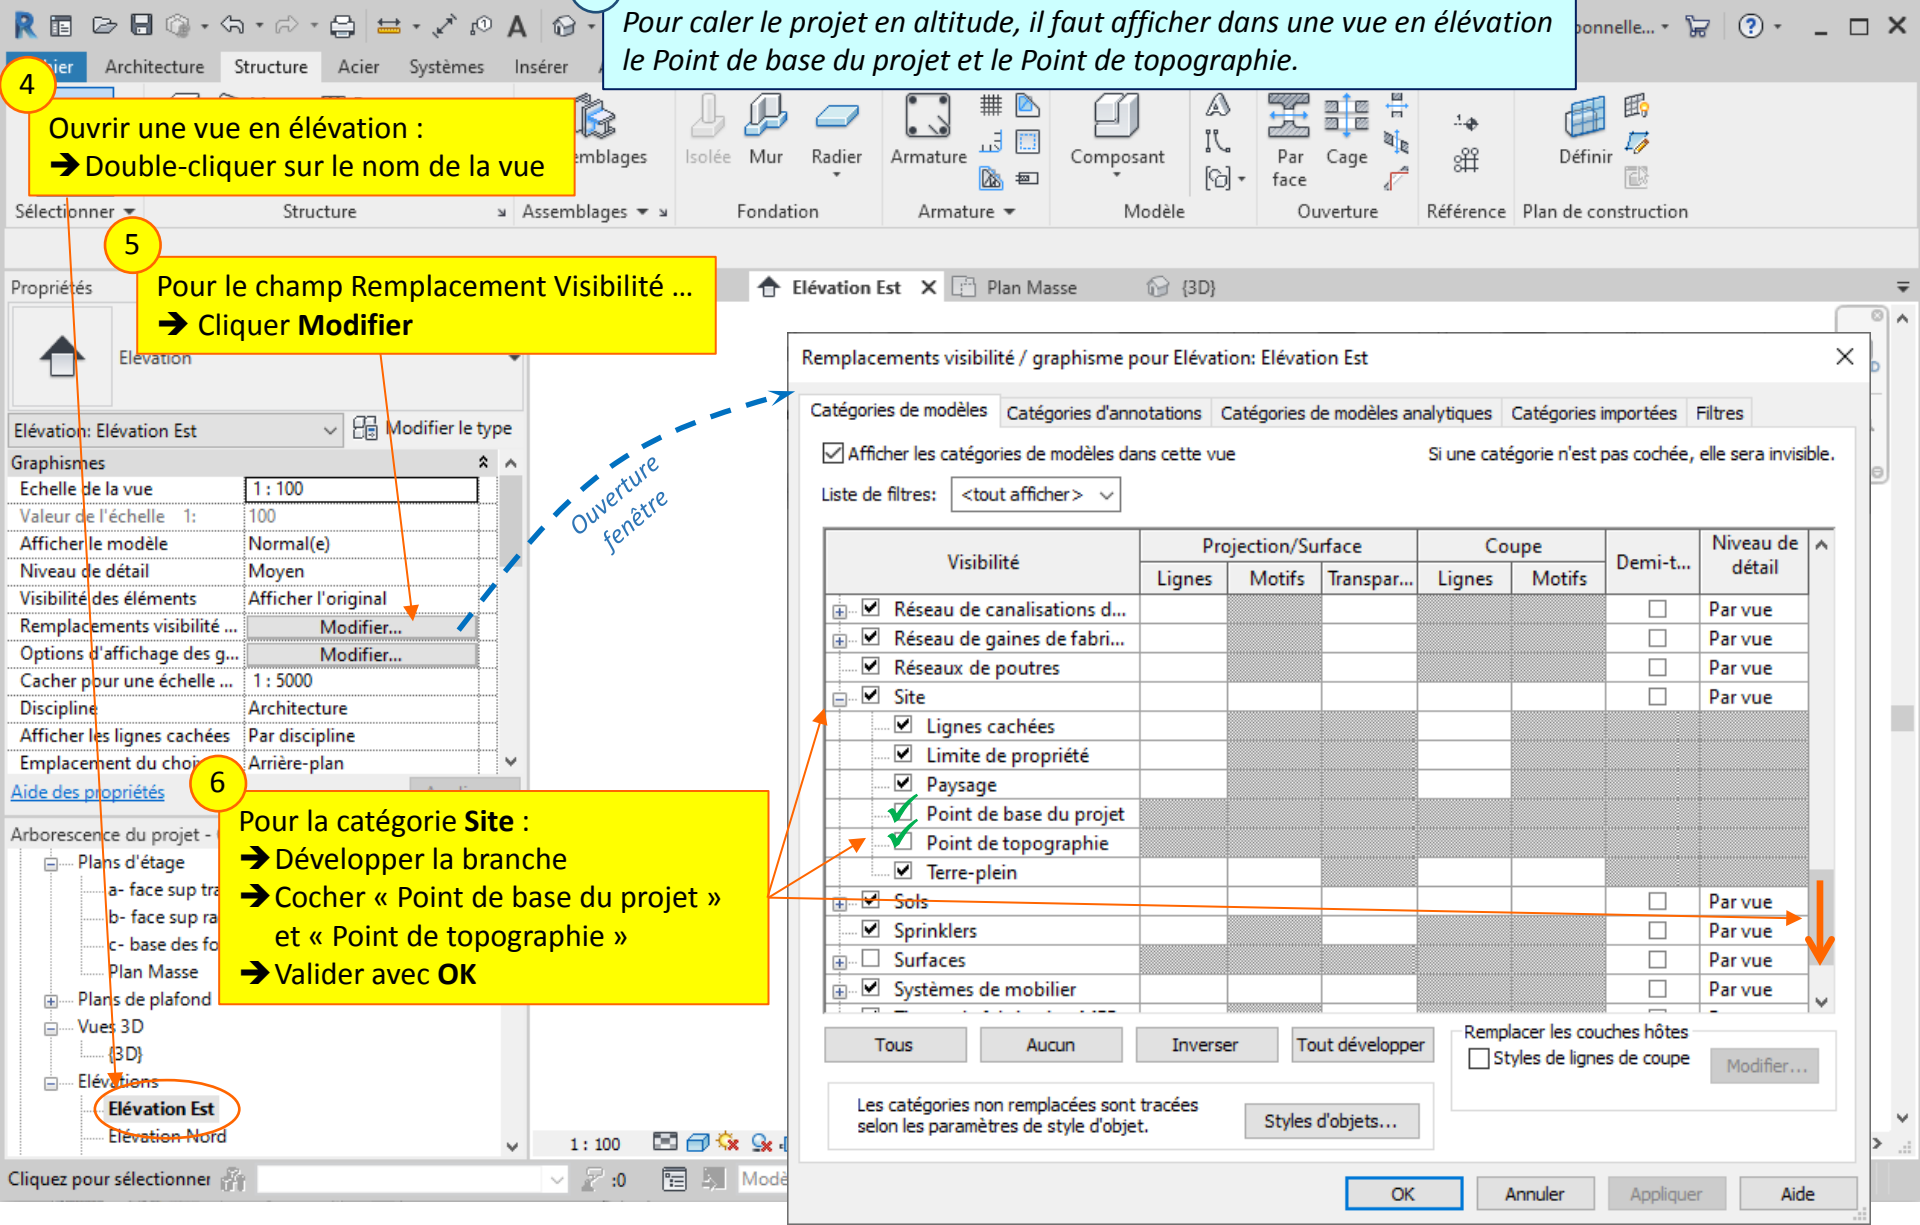 Pour caler le projet en altitude, il faut afficher dans une vue en élévation
le Point de base du projet et le Point de topographie.
onnelle...
Architecture Structure Acier Systèmes Insérer
4
Ouvrir une vue en élévation :
➔ Double-cliquer sur le nom de la vue
Isolée Mur Radier Armature Composant Par face Cage Définir
Sélectionner Structure Assemblages Fondation Armature Modèle Ouverture Référence Plan de construction
5
Pour le champ Remplacement Visibilité ...
➔ Cliquer Modifier
Propriétés
Elévation Est Plan Masse {3D}
Elévation
Elévation: Elévation Est Modifier le type
Graphismes
Echelle de la vue 1 : 100
Valeur de l'échelle 1: 100
Afficher le modèle Normal(e)
Niveau de détail Moyen
Visibilité des éléments Afficher l'original
Remplacements visibilité ... Modifier...
Options d'affichage des g... Modifier...
Cacher pour une échelle ... 1 : 5000
Discipline Architecture
Afficher les lignes cachées Par discipline
Emplacement du choi Arrière-plan
Aide des propriétés
Ouverture
fenêtre
6
Pour la catégorie Site :
➔ Développer la branche
➔ Cocher « Point de base du projet »
et « Point de topographie »
➔ Valider avec OK
Arborescence du projet -
Plans d'étage
a- face sup tra
b- face sup ra
c- base des fo
Plan Masse
Plans de plafond
Vues 3D
{3D}
Elévations
Elévation Est
Elévation Nord
1 : 100
Cliquez pour sélectionner
:0
Modè
Remplacements visibilité / graphisme pour Elévation: Elévation Est
Catégories de modèles Catégories d'annotations Catégories de modèles analytiques Catégories importées Filtres
Afficher les catégories de modèles dans cette vue Si une catégorie n'est pas cochée, elle sera invisible.
Liste de filtres: <tout afficher>
Visibilité Projection/Surface Coupe Demi-t... Niveau de détail
Lignes Motifs Transpar... Lignes Motifs
Réseau de canalisations d... Par vue
Réseau de gaines de fabri... Par vue
Réseaux de poutres Par vue
Site Par vue
Lignes cachées
Limite de propriété
Paysage
Point de base du projet
Point de topographie
Terre-plein
Sols Par vue
Sprinklers Par vue
Surfaces Par vue
Systèmes de mobilier Par vue
Tous Aucun Inverser Tout développer
Remplacer les couches hôtes
Styles de lignes de coupe Modifier...
Les catégories non remplacées sont tracées
selon les paramètres de style d'objet.
Styles d'objets...
OK Annuler Appliquer Aide